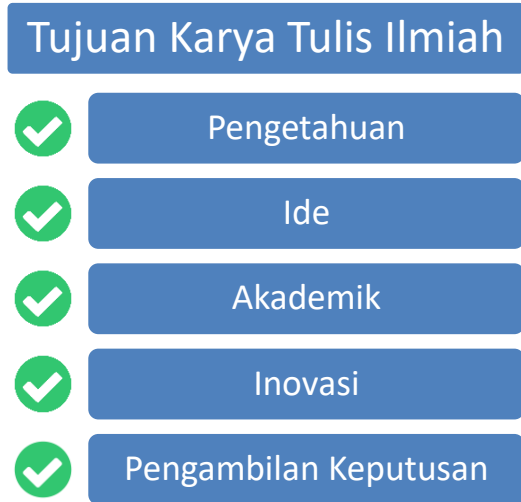 Tujuan Karya Tulis Ilmiah
Pengetahuan
Ide
Akademik
Inovasi
Pengambilan Keputusan